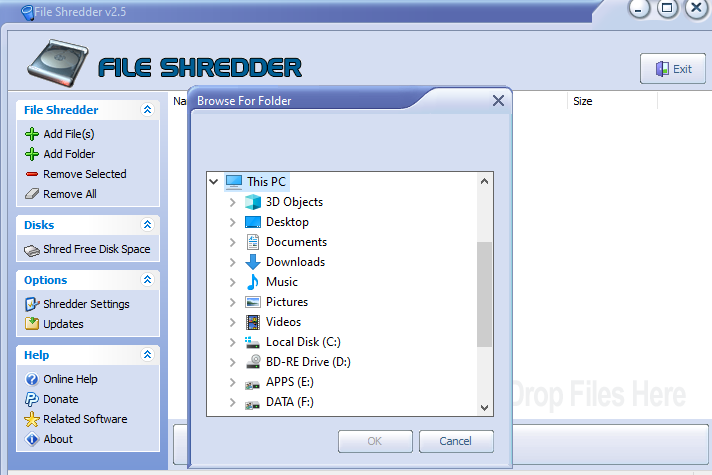 File Shredder v2.5
FILE SHREDDER
Exit
Size
File Shredder
Add File(s)
Add Folder
Remove Selected
Remove All
Disks
Shred Free Disk Space
Options
Shredder Settings
Updates
Help
Online Help
Donate
Related Software
About
Browse For Folder
This PC
3D Objects
Desktop
Documents
Downloads
Music
Pictures
Videos
Local Disk (C:)
BD-RE Drive (D:)
APPS (E:)
DATA (F:)
OK
Cancel
Drop Files Here